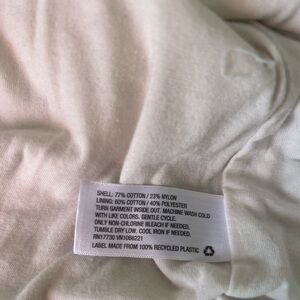 SHELL: 77% COTTON / 23% NYLON
LINING: 60% COTTON / 40% POLYESTER
TURN GARMENT INSIDE OUT. MACHINE WASH COLD
WITH LIKE COLORS. GENTLE CYCLE.
ONLY NON-CHLORINE BLEACH IF NEEDED.
TUMBLE DRY LOW. COOL IRON IF NEEDED.
RN17730 VN1086221
LABEL MADE FROM 100% RECYCLED PLASTIC